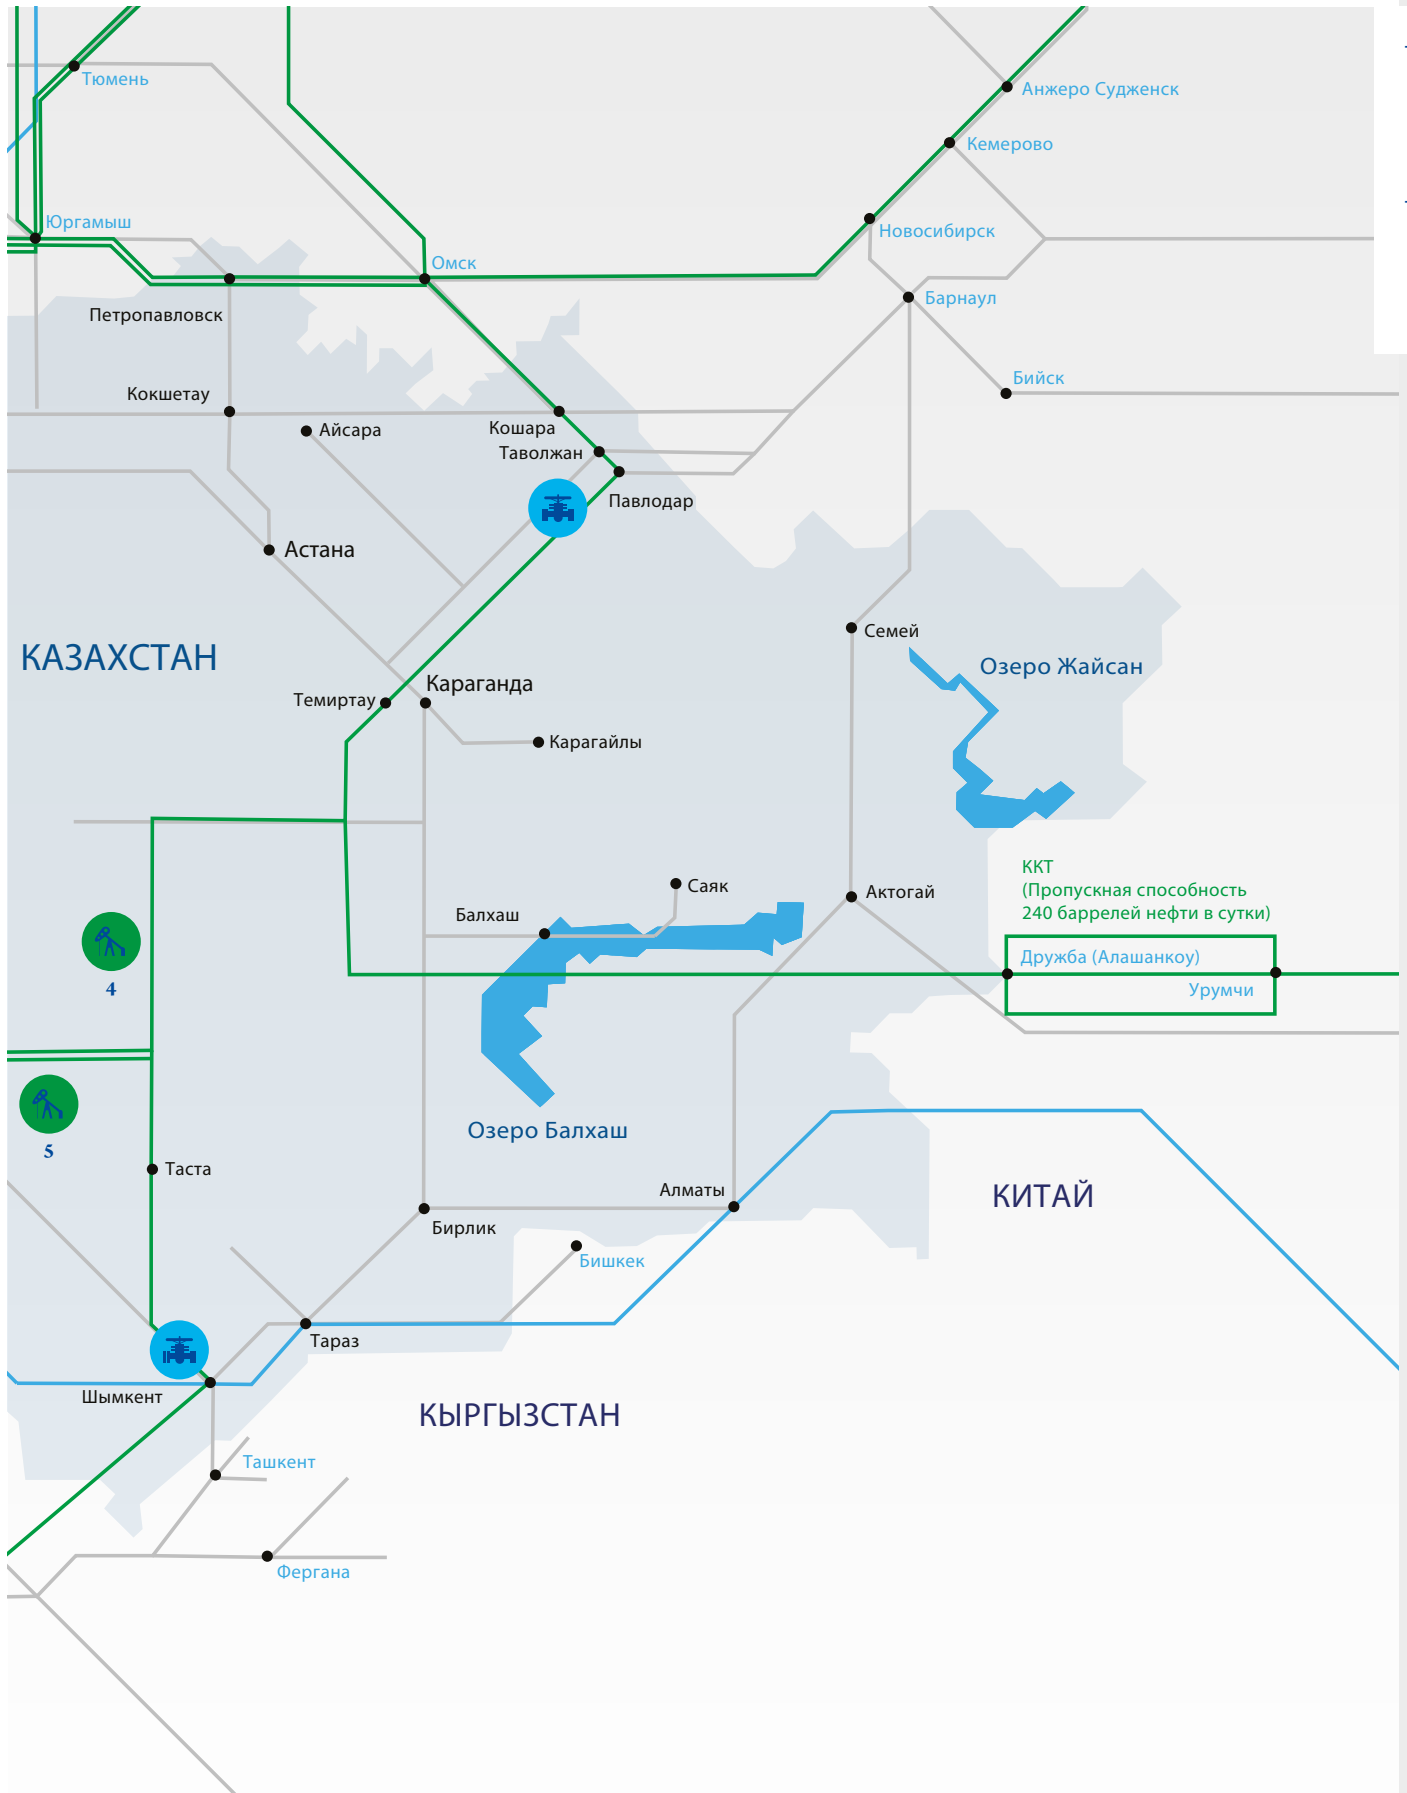 Тюмень
Анжеро Судженск
Кемерово
Юргамыш
Новосибирск
Омск
Барнаул
Петропавловск
Бийск
Кокшетау
Айсара
Кошара
Таволжан
Павлодар
Астана
Семей
КАЗАХСТАН
Озеро Жайсан
Караганда
Темиртау
Карагайлы
ККТ
(Пропускная способность
240 баррелей нефти в сутки)
Саяк
Актогай
Балхаш
Дружба (Алашанкоу)
Урумчи
4
Озеро Балхаш
5
Таста
Алматы
КИТАЙ
Бирлик
Бишкек
Тараз
Шымкент
КЫРГЫЗСТАН
Ташкент
Фергана